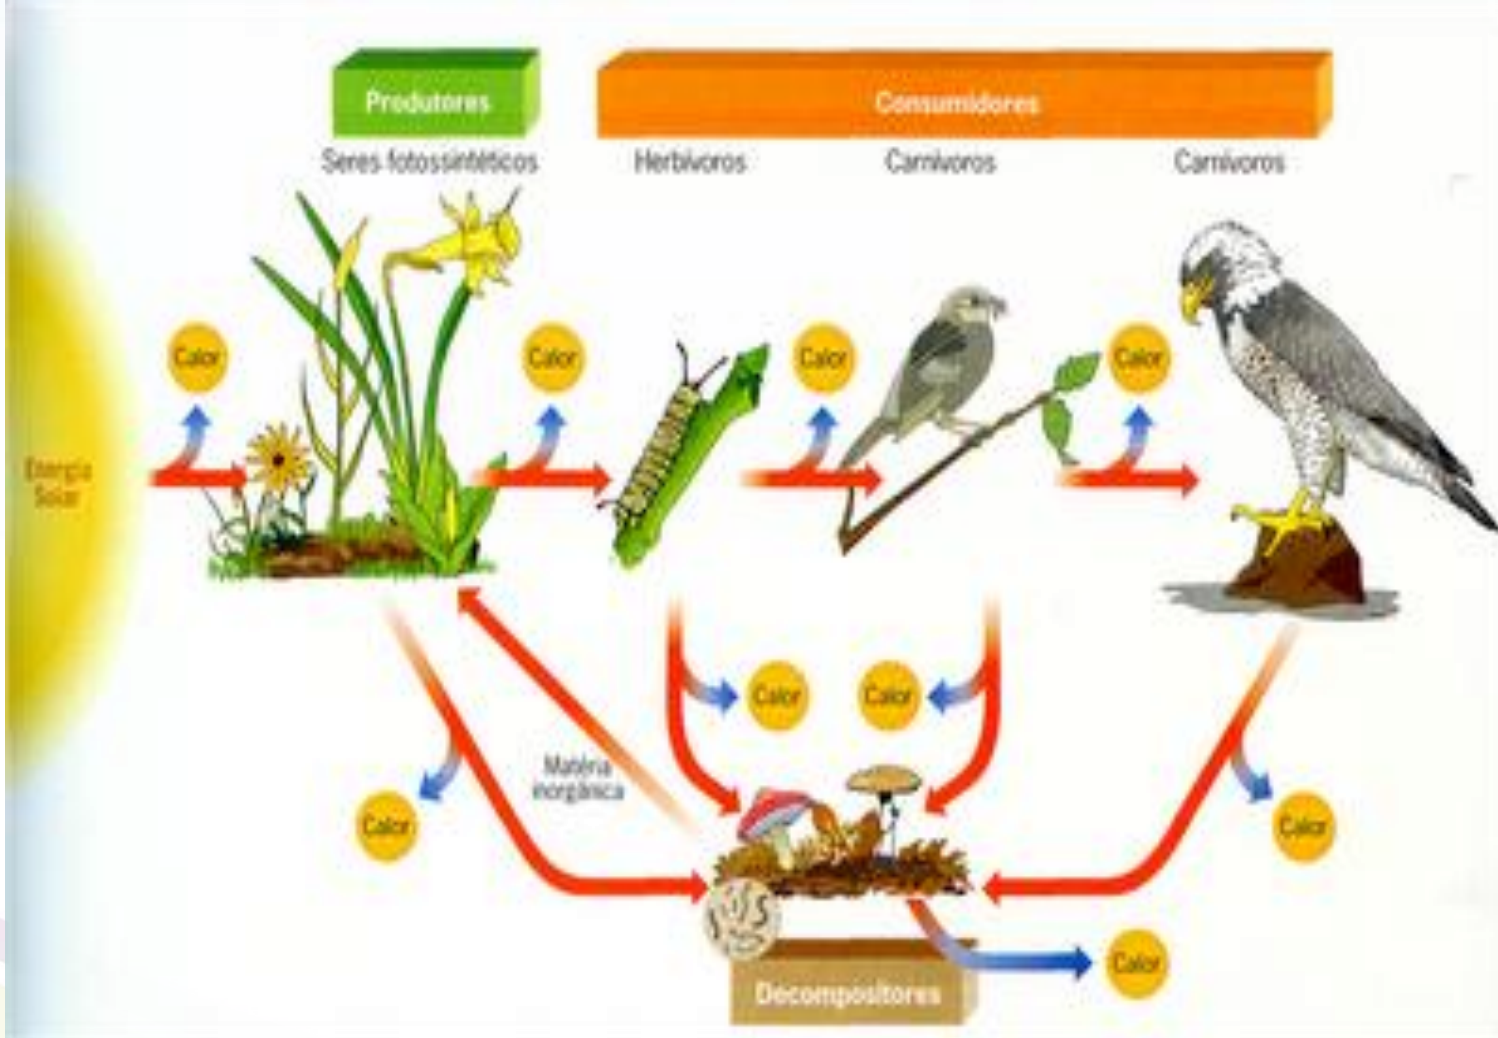 Produtores
Consumidores
Seres fotossintéticos
Herbívoros
Carnívoros
Carnívoros
Calor
Calor
Calor
Calor
Energia
Solar
Calor
Calor
Matéria
inorgânica
Calor
Calor
Calor
Decompositores